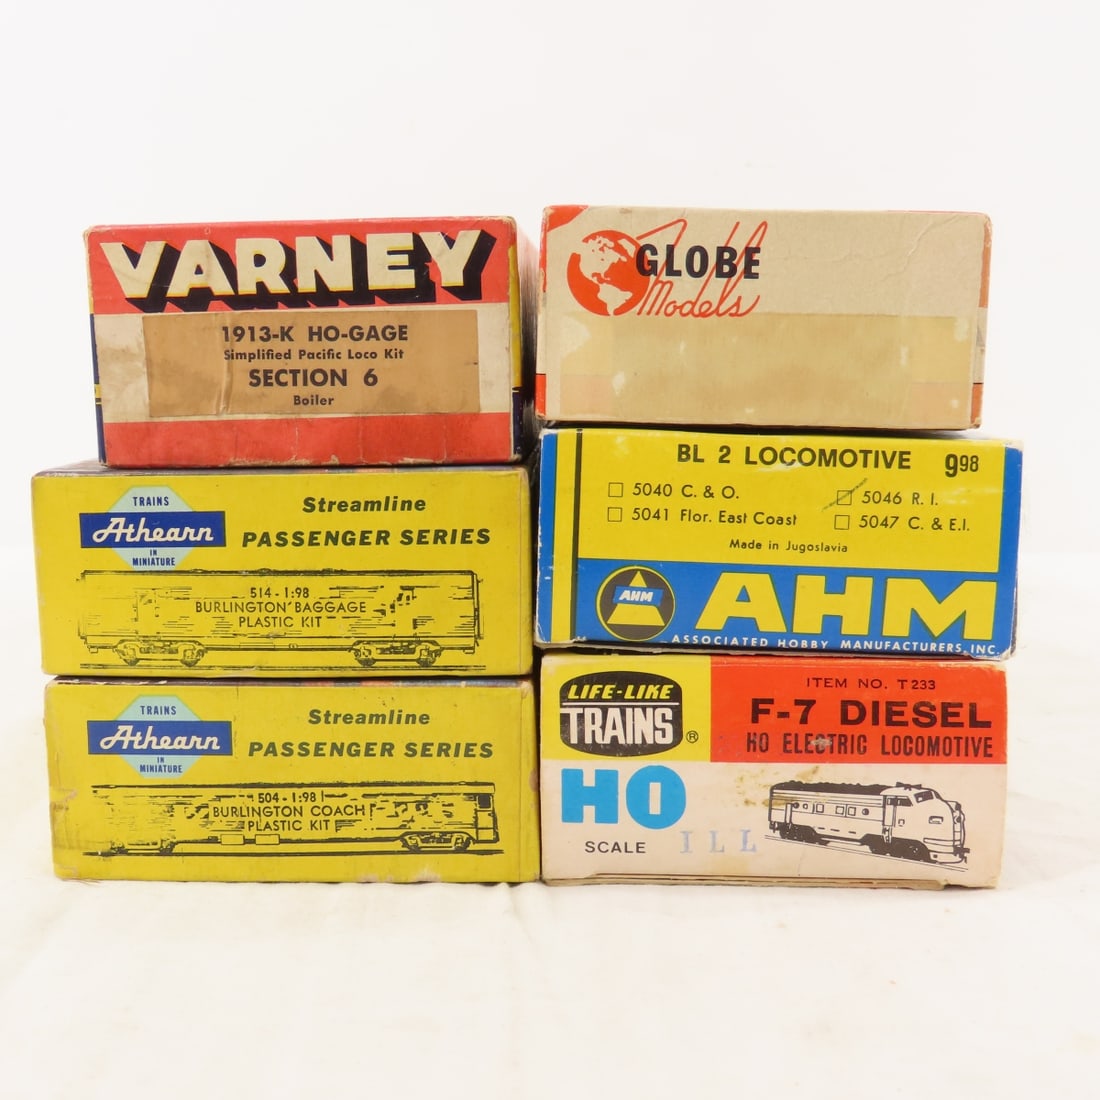 VARNEY
1913-K HO-GAGE
Simplified Pacific Loco Kit
SECTION 6
Boiler
GLOBE
Models
TRAINS
Athearn
IN
MINIATURE
Streamline
PASSENGER SERIES
514 - 1:98
BURLINGTON BAGGAGE
PLASTIC KIT
BL 2 LOCOMOTIVE 9 98
5040 C. & O.
5046 R. I.
5041 Flor. East Coast
5047 C. & E.I.
Made in Jugoslavia
AHM
AHM
ASSOCIATED HOBBY MANUFACTURERS, INC.
TRAINS
Athearn
IN
MINIATURE
Streamline
PASSENGER SERIES
504 - 1:98
BURLINGTON COACH
PLASTIC KIT
LIFE-LIKE
TRAINS ®
ITEM NO. T233
F-7 DIESEL
HO ELECTRIC LOCOMOTIVE
HO
SCALE
ILL